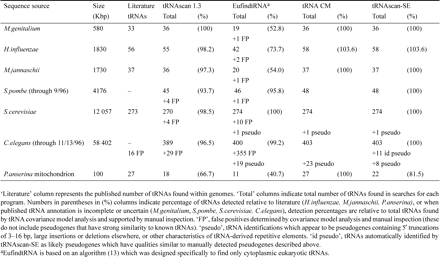 Sequence source Size (Kbp) Literature tRNAs tRNAscan 1.3 EufindtRNAᵃ tRNA CM tRNAscan-SE
Total (%) Total (%) Total (%) Total (%)
M.genitalium 580 33 36 (100) 19 (52.8) 36 (100) 36 (100)
+1 FP
H.influenzae 1830 56 55 (98.2) 42 (73.7) 58 (103.6) 58 (103.6)
+2 FP
M.jannaschii 1730 37 36 (97.3) 20 (54.0) 37 (100) 37 (100)
+1 FP
S.pombe (through 9/96) 4176 – 45 (93.7) 46 (95.8) 48 (100) 48 (100)
+4 FP +1 FP
S.cerevisiae 12 057 273 270 (98.5) 274 (100) 274 (100) 274 (100)
+4 FP +10 FP
+1 pseudo +1 pseudo +1 pseudo
C.elegans (through 11/13/96) 58 402 389 (96.5) 400 (99.2) 403 403 (100)
– 16 FP +29 FP +355 FP +11 id pseudo
+19 pseudo +23 pseudo +8 pseudo
P.anserina mitochondrion 100 27 18 (66.7) 11 (40.7) 27 (100) 22 (81.5)
'Literature' column represents the published number of tRNAs found within genomes. 'Total' columns indicate total number of tRNAs found in searches for each
program. Numbers in parentheses in (%) columns indicate percentage of tRNAs detected relative to literature (H.influenzae, M.jannaschii, P.anserina), or when
published tRNA annotation is incomplete or uncertain (M.genitalium, S.pombe, S.cerevisiae, C.elegans), detection percentages are relative to total tRNAs found
by tRNA covariance model analysis and supported by manual inspection. 'FP', false positives determined by covariance model analysis and manual inspection (these
do not include pseudogenes that have strong similarity to known tRNAs). 'pseudo', tRNA identifications which appear to be pseudogenes containing 5′ truncations
of 3–16 bp, large insertions or deletions elsewhere, or other characteristics of tRNA-derived repetitive elements. 'id pseudo', tRNAs automatically identified by
tRNAscan-SE as likely pseudogenes which have qualities similar to manually detected pseudogenes described above.
ᵃEufindtRNA is based on an algorithm (13) which was designed specifically to find only cytoplasmic eukaryotic tRNAs.